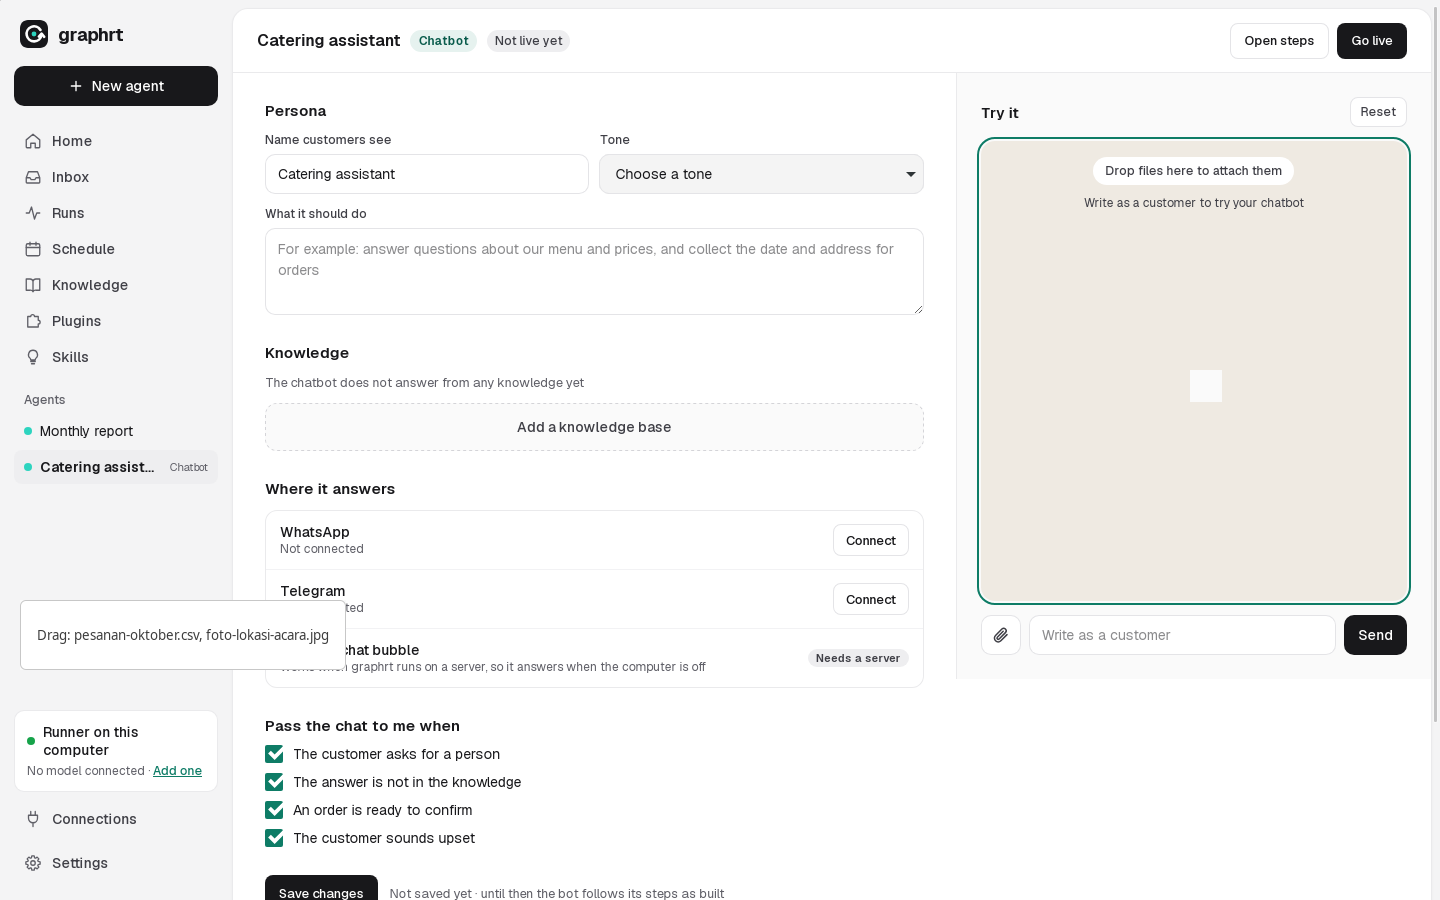 graphrt
New agent
Home
Inbox
Runs
Schedule
Knowledge
Plugins
Skills
Agents
Monthly report
Catering assist... Chatbot
Drag: pesanan-oktober.csv, foto-lokasi-acara.jpg
Runner on this
computer
No model connected · Add one
Connections
Settings
Catering assistant Chatbot Not live yet
Open steps Go live
Persona
Name customers see Tone
Catering assistant Choose a tone
What it should do
For example: answer questions about our menu and prices, and collect the date and address for
orders
Knowledge
The chatbot does not answer from any knowledge yet
Add a knowledge base
Where it answers
WhatsApp
Not connected
Connect
Telegram
Connect
chat bubble
graphrt runs on a server, so it answers when the computer is off
Needs a server
Pass the chat to me when
The customer asks for a person
The answer is not in the knowledge
An order is ready to confirm
The customer sounds upset
Save changes Not saved yet · until then the bot follows its steps as built
Try it Reset
Drop files here to attach them
Write as a customer to try your chatbot
Write as a customer Send